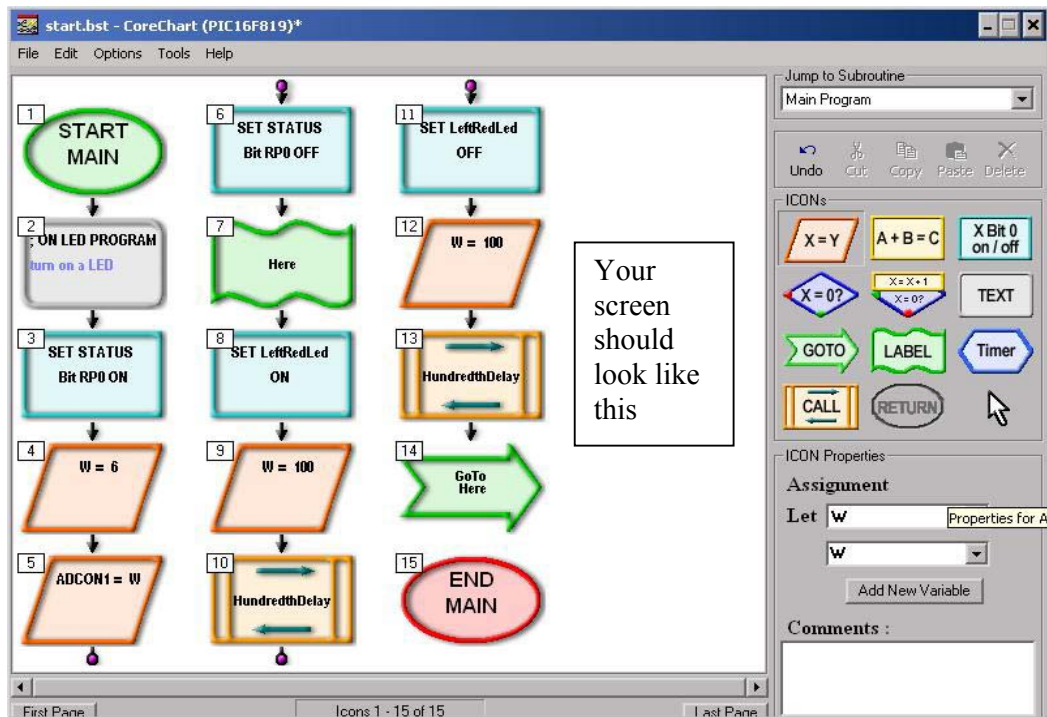 start.bst - CoreChart (PIC16F819)*
File Edit Options Tools Help
1
START
MAIN
2
; ON LED PROGRAM
turn on a LED
3
SET STATUS
Bit RP0 ON
4
W = 6
5
ADCON1 = W
6
SET STATUS
Bit RP0 OFF
7
Here
8
SET LeftRedLed
ON
9
W = 100
10
HundredthDelay
11
SET LeftRedLed
OFF
12
W = 100
13
HundredthDelay
14
GoTo
Here
15
END
MAIN
Your
screen
should
look like
this
First Page
Icons 1 - 15 of 15
Last Page
Jump to Subroutine
Main Program
Undo Cut Copy Paste Delete
ICONs
X = Y
A + B = C
X Bit 0
on / off
X = 0?
X = X + 1
X = 0?
TEXT
GOTO
LABEL
Timer
CALL
RETURN
ICON Properties
Assignment
Let W
Properties for A
W
Add New Variable
Comments :